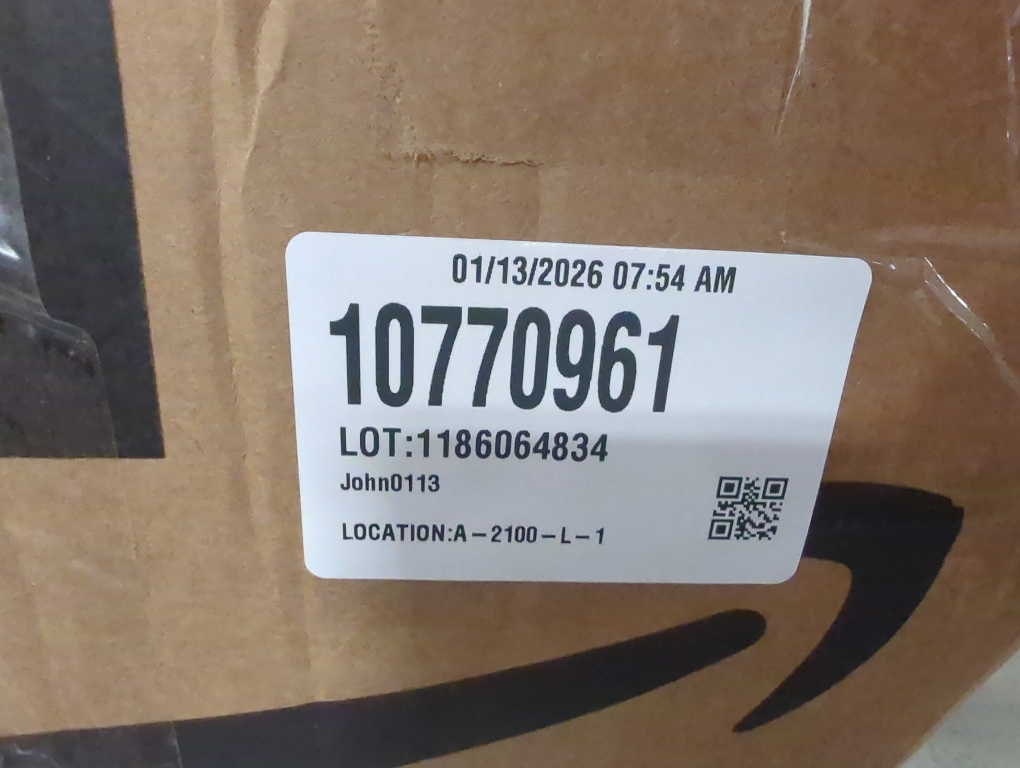 01/13/2026 07:54 AM
10770961
LOT:1186064834
John0113
LOCATION:A-2100-L-1